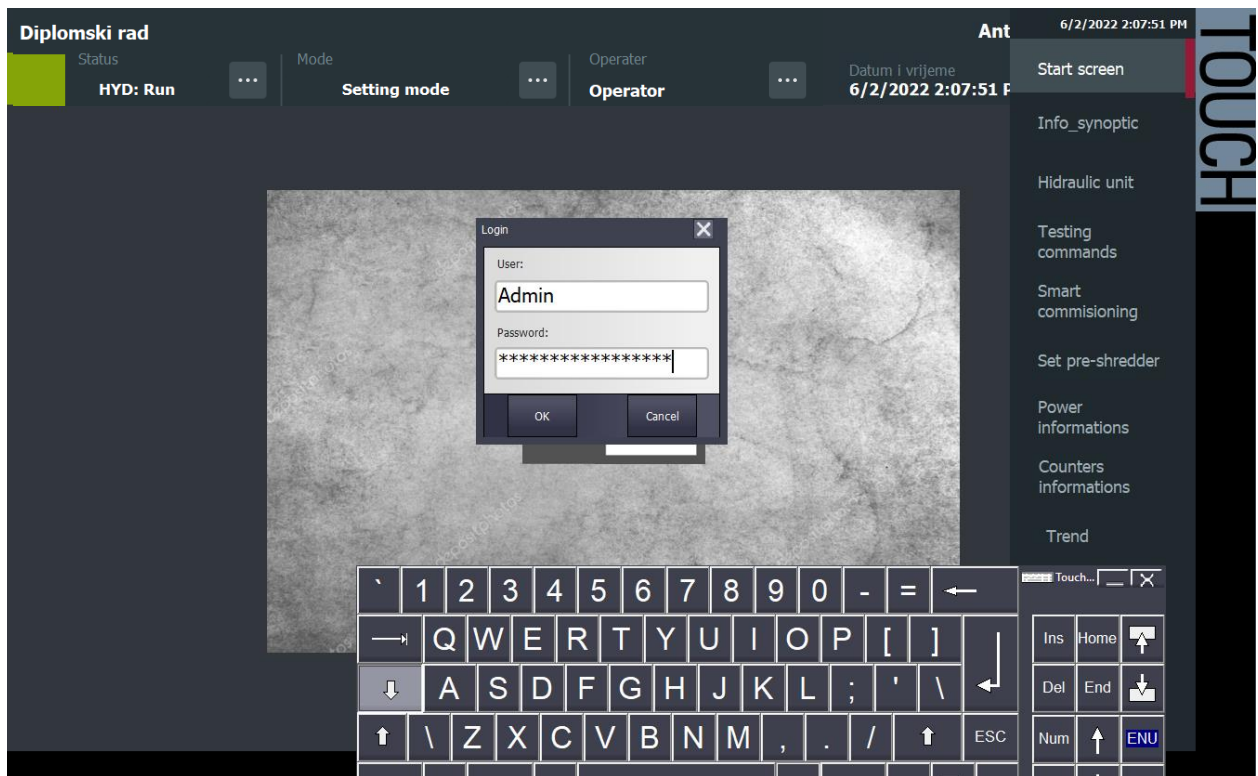 Diplomski rad
Ant
6/2/2022 2:07:51 PM
Status
HYD: Run
...
Mode
Setting mode
...
Operater
Operator
...
Datum i vrijeme
6/2/2022 2:07:51 P
Start screen
Info_synoptic
Hidraulic unit
Testing
commands
Smart
commisioning
Set pre-shredder
Power
informations
Counters
informations
Trend
TOUCH
Login
User:
Admin
Password:
*****************
OK
Cancel
Touch...
` 1 2 3 4 5 6 7 8 9 0 - =
Q W E R T Y U I O P [ ]
Ins Home
A S D F G H J K L ; ' \
Del End
\ Z X C V B N M , . / ESC
Num ENU